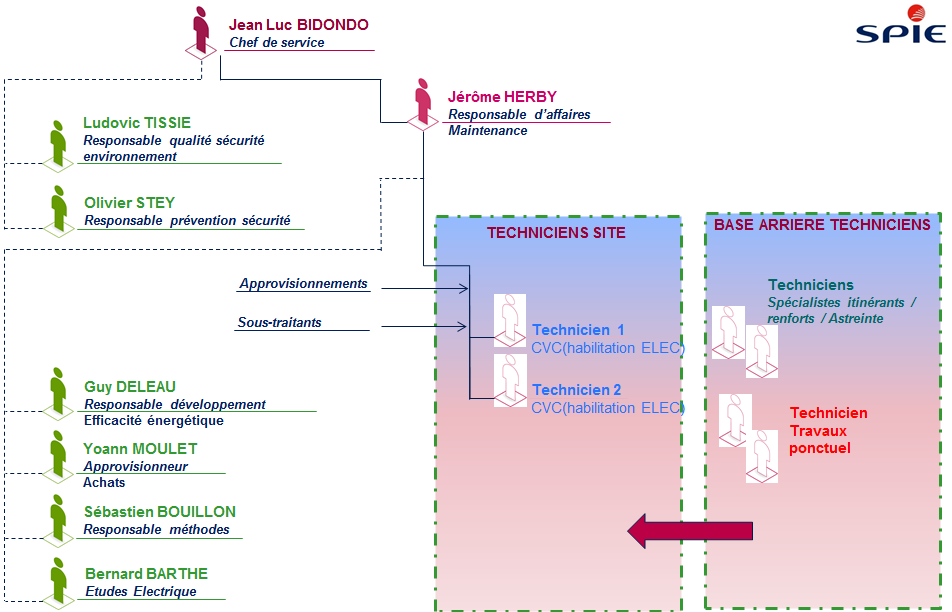 Jean Luc BIDONDO
Chef de service
SPIE
Jérôme HERBY
Responsable d'affaires
Maintenance
Ludovic TISSIE
Responsable qualité sécurité
environnement
Olivier STEY
Responsable prévention sécurité
TECHNICIENS SITE
BASE ARRIERE TECHNICIENS
Approvisionnements
Sous-traitants
Techniciens
Spécialistes itinérants /
renforts / Astreinte
Technicien 1
CVC(habilitation ELEC)
Technicien 2
CVC(habilitation ELEC)
Technicien
Travaux
ponctuel
Guy DELEAU
Responsable développement
Efficacité énergétique
Yoann MOULET
Approvisionneur
Achats
Sébastien BOUILLON
Responsable méthodes
Bernard BARTHE
Etudes Electrique